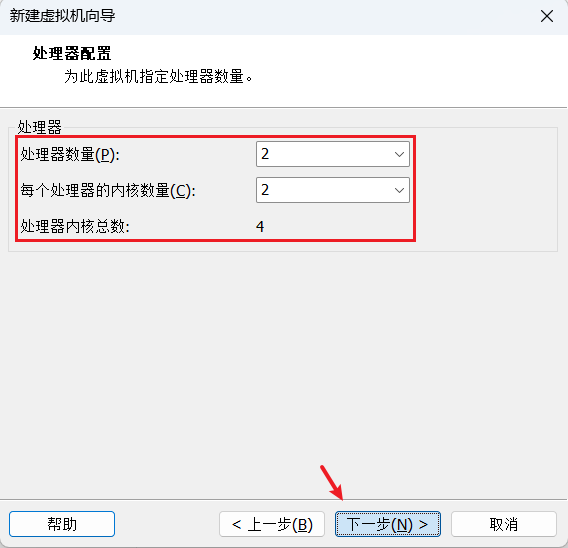 新建虚拟机向导
处理器配置
为此虚拟机指定处理器数量。
处理器
处理器数量(P): 2
每个处理器的内核数量(C): 2
处理器内核总数: 4
帮助 < 上一步(B) 下一步(N) > 取消